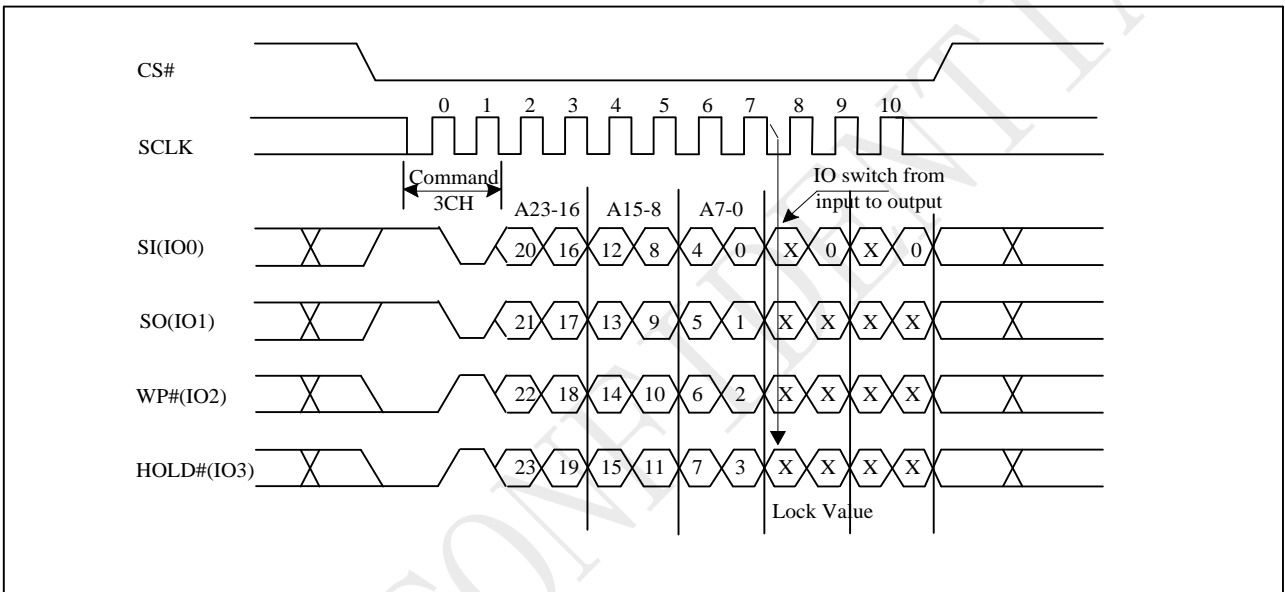 CS#
0 1 2 3 4 5 6 7 8 9 10
SCLK
Command
3CH
IO switch from
input to output
A23-16 A15-8 A7-0
SI(IO0) 20 16 12 8 4 0 X 0 X 0
SO(IO1) 21 17 13 9 5 1 X X X X
WP#(IO2) 22 18 14 10 6 2 X X X X
HOLD#(IO3) 23 19 15 11 7 3 X X X X
Lock Value
CONFIDENTIA